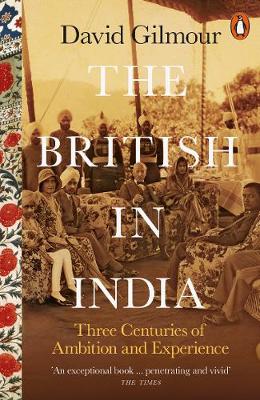 David Gilmour
THE
BRITISH
IN
INDIA
Three Centuries of
Ambition and Experience
'An exceptional book ... penetrating and vivid'
THE TIMES